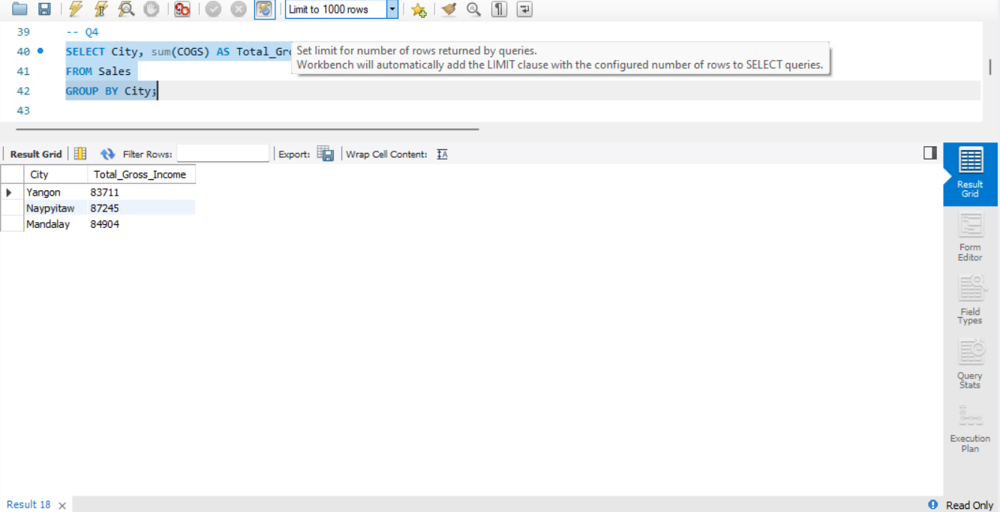 Limit to 1000 rows
39 -- Q4
40 SELECT City, sum(COGS) AS Total_Gro
Set limit for number of rows returned by queries.
Workbench will automatically add the LIMIT clause with the configured number of rows to SELECT queries.
41 FROM Sales
42 GROUP BY City;
43
Result Grid Filter Rows: Export: Wrap Cell Content: IA
City Total_Gross_Income
Yangon 83711
Naypyitaw 87245
Mandalay 84904
Result
Grid
Form
Editor
Field
Types
Query
Stats
Execution
Plan
Result 18
Read Only